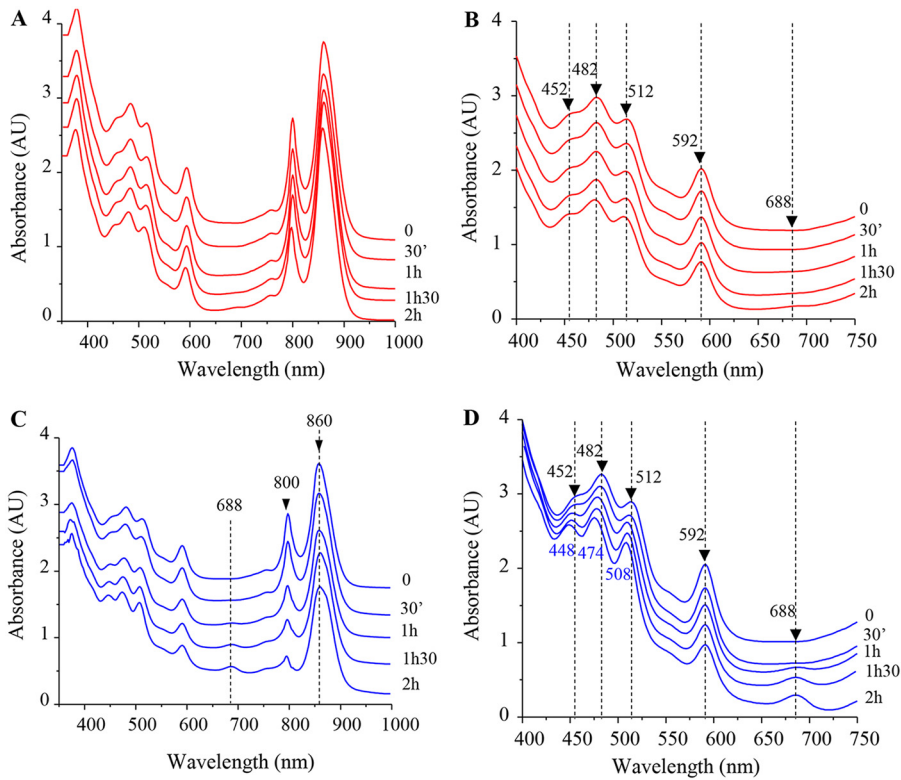 A
4
3
2
1
0
Absorbance (AU)
400 500 600 700 800 900 1000
Wavelength (nm)
0
30’
1h
1h30
2h
B
4
3
2
1
0
Absorbance (AU)
452 482 512 592 688
400 450 500 550 600 650 700 750
Wavelength (nm)
0
30’
1h
1h30
2h
C
4
3
2
1
0
Absorbance (AU)
688 800 860
400 500 600 700 800 900 1000
Wavelength (nm)
0
30’
1h
1h30
2h
D
4
3
2
1
0
Absorbance (AU)
452 482 512 592 688
448 474 508
400 450 500 550 600 650 700 750
Wavelength (nm)
0
30’
1h
1h30
2h